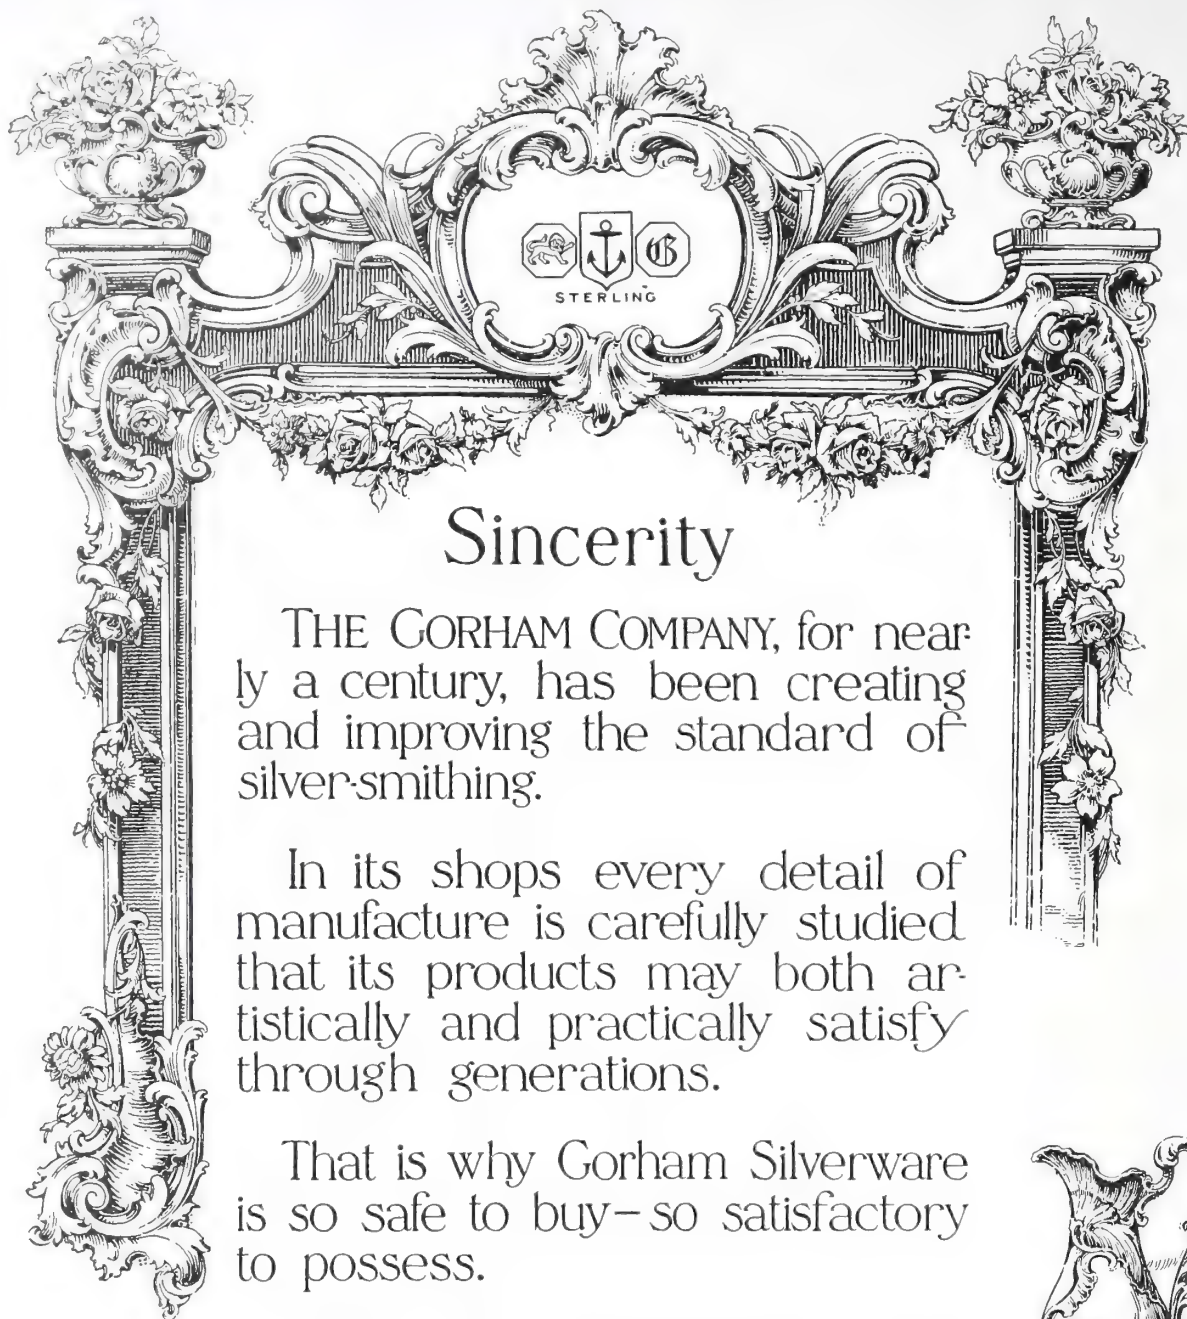 G
STERLING
Sincerity
THE GORHAM COMPANY, for near-
ly a century, has been creating
and improving the standard of
silver-smithing.
In its shops every detail of
manufacture is carefully studied
that its products may both ar-
tistically and practically satisfy
through generations.
That is why Gorham Silverware
is so safe to buy—so satisfactory
to possess.